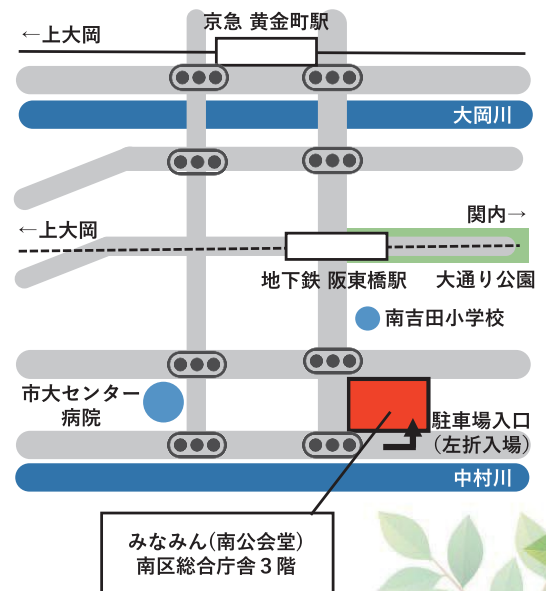 京急 黄金町駅
←上大岡
大岡川
関内→
←上大岡
地下鉄 阪東橋駅
大通り公園
南吉田小学校
市大センター
病院
駐車場入口
(左折入場)
中村川
みなみん(南公会堂)
南区総合庁舎3階